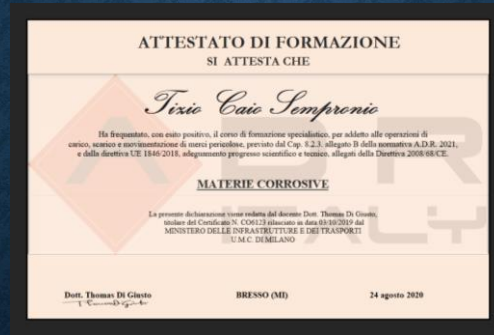 ATTESTATO DI FORMAZIONE
SI ATTESTA CHE
Tizio Caio Sempronio
Ha frequentato, con esito positivo, il corso di formazione specialistico, per addetto alle operazioni di
carico, scarico e movimentazione di merci pericolose, previsto dal Cap. 8.2.3. allegato B della normativa A.D.R. 2021,
e dalla direttiva UE 1846/2018, adeguamento progresso scientifico e tecnico, allegati della Direttiva 2008/68/CE.
MATERIE CORROSIVE
La presente dichiarazione viene redatta dal docente Dott. Thomas Di Giusto,
titolare del Certificato N. CO6123 rilasciato in data 03/10/2019 dal
MINISTERO DELLE INFRASTRUTTURE E DEI TRASPORTI
U.M.C. DI MILANO
ADR
ITALY
Dott. Thomas Di Giusto
BRESSO (MI)
24 agosto 2020